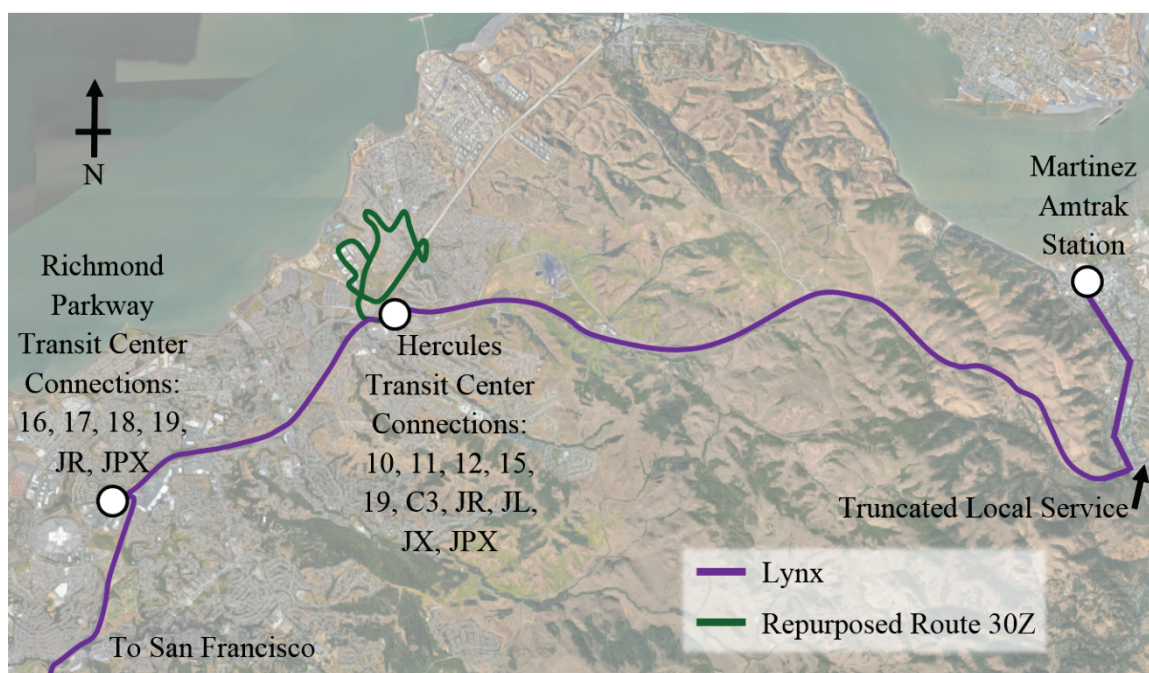 N
Richmond
Parkway
Transit Center
Connections:
16, 17, 18, 19,
JR, JPX
Hercules
Transit Center
Connections:
10, 11, 12, 15,
19, C3, JR, JL,
JX, JPX
Martinez
Amtrak
Station
Truncated Local Service
To San Francisco
Lynx
Repurposed Route 30Z